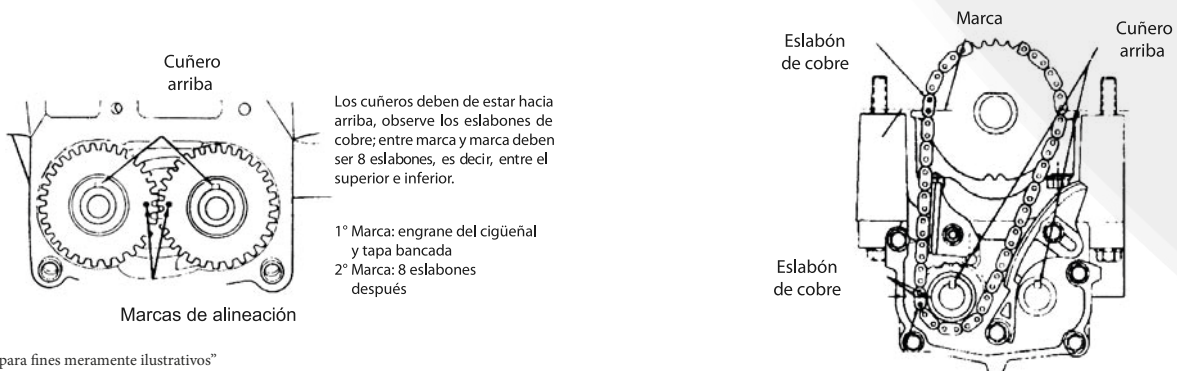 Cuñero
arriba
Los cuñeros deben de estar hacia
arriba, observe los eslabones de
cobre; entre marca y marca deben
ser 8 eslabones, es decir, entre el
superior e inferior.
1° Marca: engrane del cigüeñal
y tapa bancada
2° Marca: 8 eslabones
después
Marcas de alineación
para fines meramente ilustrativos”
Marca
Eslabón
de cobre
Cuñero
arriba
Eslabón
de cobre